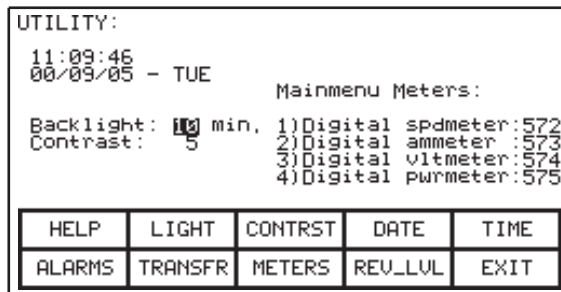 UTILITY:
11:09:46
00/09/05 - TUE
Mainmenu Meters:
Backlight: 10 min. 1)Digital spdmeter:572
Contrast: 5 2)Digital ammeter :573
3)Digital vltmeter:574
4)Digital pwrmeter:575
HELP LIGHT CONTRST DATE TIME
ALARMS TRANSFR METERS REV_LVL EXIT